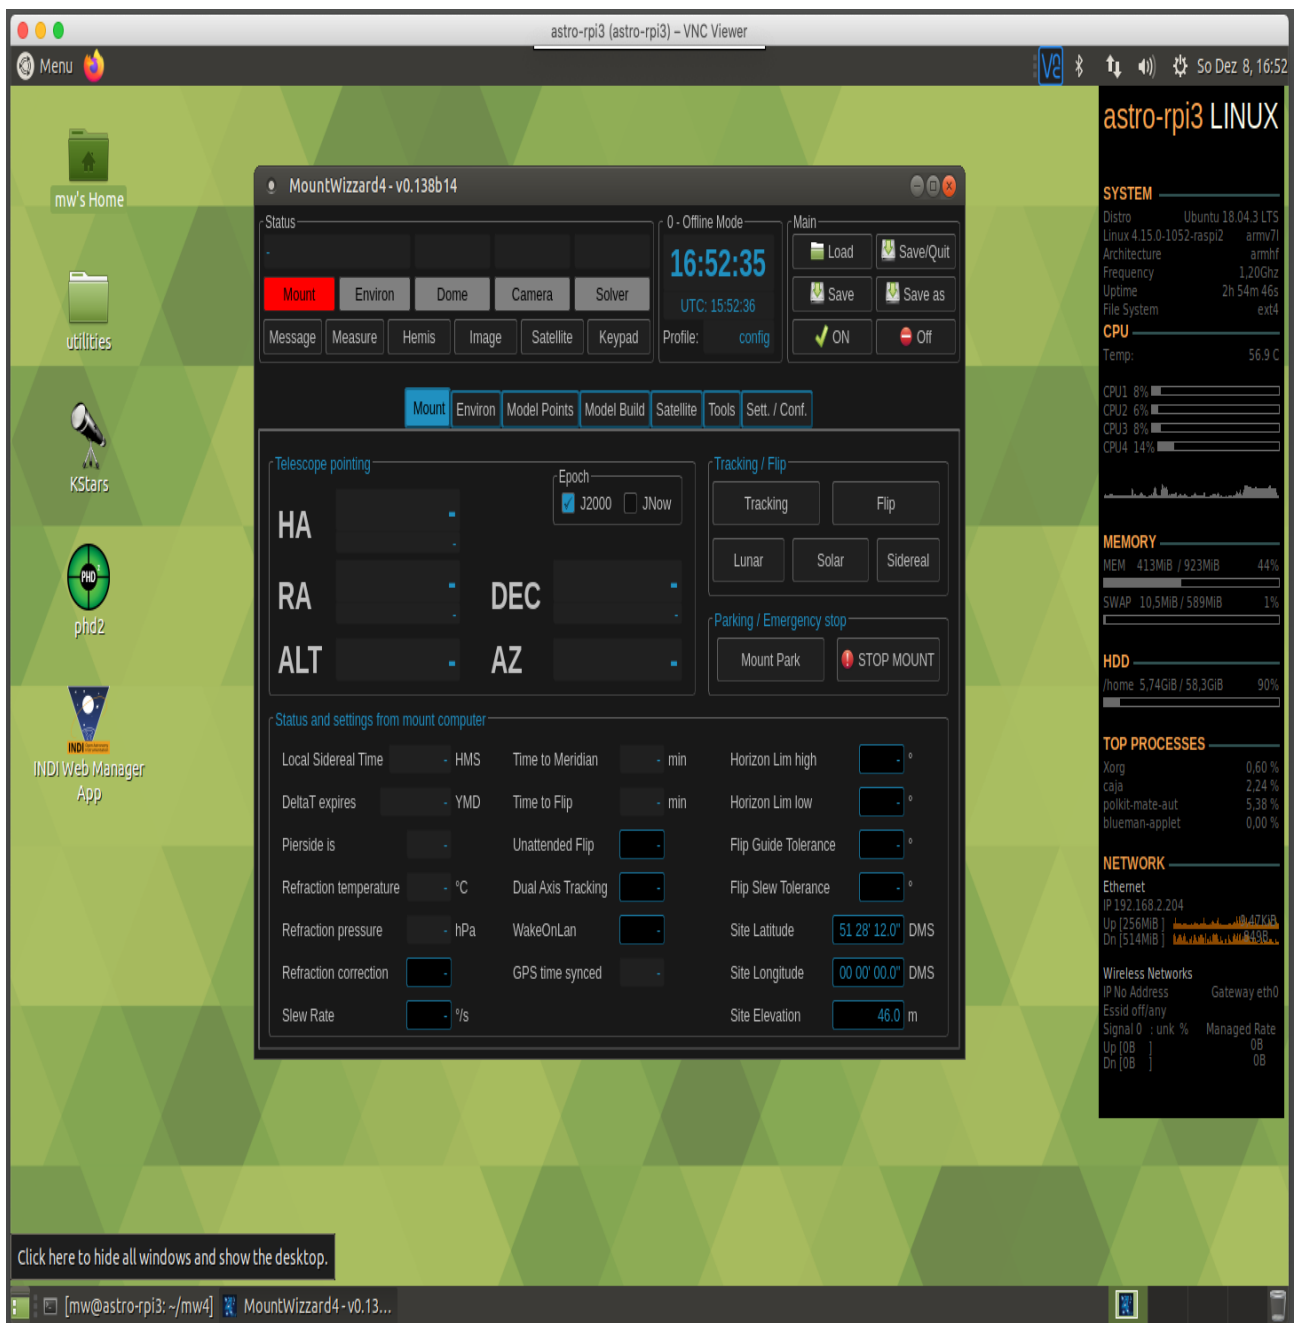 astro-rpi3 (astro-rpi3) – VNC Viewer
Menu
So Dez 8, 16:52
mw's Home
utilities
KStars
PHD 2
phd2
INDI
INDI Web Manager
App
MountWizzard4 - v0.138b14
Status
-
Mount Environ Dome Camera Solver
Message Measure Hemis Image Satellite Keypad
0 - Offline Mode
16:52:35
UTC: 15:52:36
Profile: config
Main
Load Save/Quit
Save Save as
ON Off
Mount Environ Model Points Model Build Satellite Tools Sett. / Conf.
Telescope pointing
Epoch
J2000 JNow
HA -
-
RA - DEC -
- -
ALT - AZ -
Tracking / Flip
Tracking Flip
Lunar Solar Sidereal
Parking / Emergency stop
Mount Park STOP MOUNT
Status and settings from mount computer
Local Sidereal Time - HMS Time to Meridian - min Horizon Lim high - °
DeltaT expires - YMD Time to Flip - min Horizon Lim low - °
Pierside is - Unattended Flip - Flip Guide Tolerance - °
Refraction temperature - °C Dual Axis Tracking - Flip Slew Tolerance - °
Refraction pressure - hPa WakeOnLan - Site Latitude 51 28' 12.0" DMS
Refraction correction - GPS time synced - Site Longitude 00 00' 00.0" DMS
Slew Rate - °/s Site Elevation 46.0 m
astro-rpi3 LINUX
SYSTEM
Distro Ubuntu 18.04.3 LTS
Linux 4.15.0-1052-raspi2 armv7l
Architecture armhf
Frequency 1,20Ghz
Uptime 2h 54m 46s
File System ext4
CPU
Temp: 56.9 C
CPU1 8%
CPU2 6%
CPU3 8%
CPU4 14%
MEMORY
MEM 413MiB / 923MiB 44%
SWAP 10,5MiB / 589MiB 1%
HDD
/home 5,74GiB / 58,3GiB 90%
TOP PROCESSES
Xorg 0,60 %
caja 2,24 %
polkit-mate-aut 5,38 %
blueman-applet 0,00 %
NETWORK
Ethernet
IP 192.168.2.204
Up [256MiB ]
Dn [514MiB ] 849B
Wireless Networks
IP No Address Gateway eth0
Essid off/any
Signal 0 : unk % Managed Rate
Up [0B ] 0B
Dn [0B ] 0B
Click here to hide all windows and show the desktop.
[mw@astro-rpi3: ~/mw4] MountWizzard4 - v0.13...